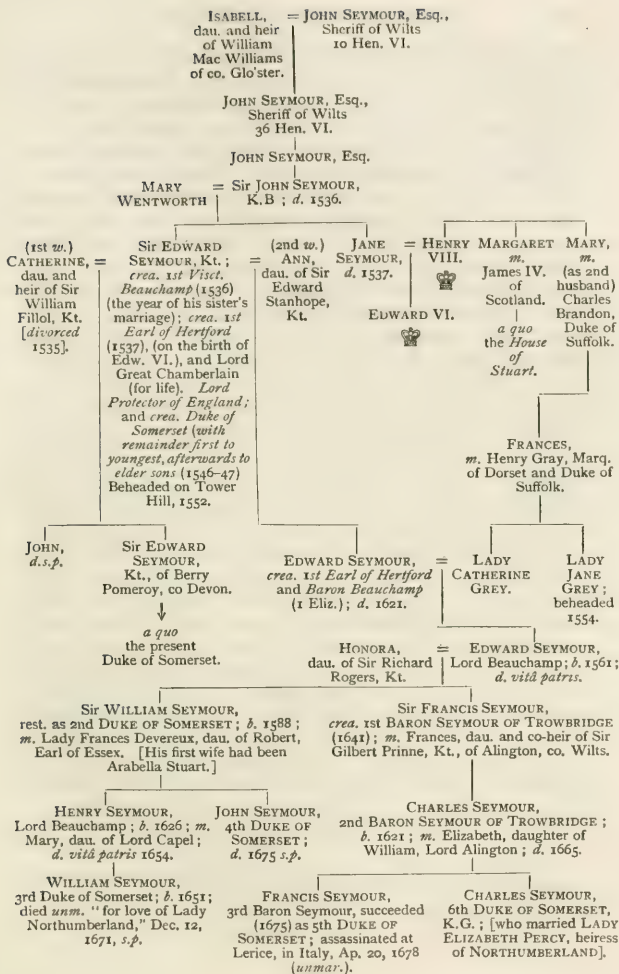 ISABELL,
dau. and heir
of William
Mac Williams
of co. Glo'ster.
= JOHN SEYMOUR, Esq.,
Sheriff of Wilts
10 Hen. VI.
JOHN SEYMOUR, Esq.,
Sheriff of Wilts
36 Hen. VI.
JOHN SEYMOUR, Esq.
MARY
WENTWORTH
= Sir JOHN SEYMOUR,
K.B ; d. 1536.
(1st w.)
CATHERINE, =
dau. and
heir of Sir
William
Fillol, Kt.
[divorced
1535].
Sir EDWARD
SEYMOUR, Kt. ;
crea. 1st Visct.
Beauchamp (1536)
(the year of his sister's
marriage) ; crea. 1st
Earl of Hertford
(1537), (on the birth of
Edw. VI.), and Lord
Great Chamberlain
(for life). Lord
Protector of England ;
and crea. Duke of
Somerset (with
remainder first to
youngest, afterwards to
elder sons (1546-47)
Beheaded on Tower
Hill, 1552.
(2nd w.)
= ANN,
dau. of Sir
Edward
Stanhope,
Kt.
JANE
SEYMOUR,
d. 1537.
= HENRY
VIII.
EDWARD VI.
MARGARET
m.
James IV.
of
Scotland.
a quo
the House
of
Stuart.
MARY,
m.
(as 2nd
husband)
Charles
Brandon,
Duke of
Suffolk.
FRANCES,
m. Henry Gray, Marq.
of Dorset and Duke of
Suffolk.
JOHN,
d.s.p.
Sir EDWARD
SEYMOUR,
Kt., of Berry
Pomeroy, co Devon.
a quo
the present
Duke of Somerset.
EDWARD SEYMOUR, =
crea. 1st Earl of Hertford
and Baron Beauchamp
(1 Eliz.) ; d. 1621.
LADY
CATHERINE
GREY.
LADY
JANE
GREY ;
beheaded
1554.
HONORA, =
dau. of Sir Richard
Rogers, Kt.
EDWARD SEYMOUR,
Lord Beauchamp ; b. 1561 ;
d. vitâ patris.
Sir WILLIAM SEYMOUR,
rest. as 2nd DUKE OF SOMERSET ; b. 1588 ;
m. Lady Frances Devereux, dau. of Robert,
Earl of Essex. [His first wife had been
Arabella Stuart.]
Sir FRANCIS SEYMOUR,
crea. 1st BARON SEYMOUR OF TROWBRIDGE
(1641) ; m. Frances, dau. and co-heir of Sir
Gilbert Prinne, Kt., of Alington, co. Wilts.
HENRY SEYMOUR,
Lord Beauchamp ; b. 1626 ; m.
Mary, dau. of Lord Capel ;
d. vitâ patris 1654.
JOHN SEYMOUR,
4th DUKE OF
SOMERSET ;
d. 1675 s.p.
CHARLES SEYMOUR,
2nd BARON SEYMOUR OF TROWBRIDGE ;
b. 1621 ; m. Elizabeth, daughter of
William, Lord Alington ; d. 1665.
WILLIAM SEYMOUR,
3rd Duke of Somerset ; b. 1651 ;
died unm. "for love of Lady
Northumberland," Dec. 12,
1671, s.p.
FRANCIS SEYMOUR,
3rd Baron Seymour, succeeded
(1675) as 5th DUKE OF
SOMERSET ; assassinated at
Lerice, in Italy, Ap. 20, 1678
(unmar.).
CHARLES SEYMOUR,
6th DUKE OF SOMERSET,
K.G. ; [who married LADY
ELIZABETH PERCY, heiress
of NORTHUMBERLAND].